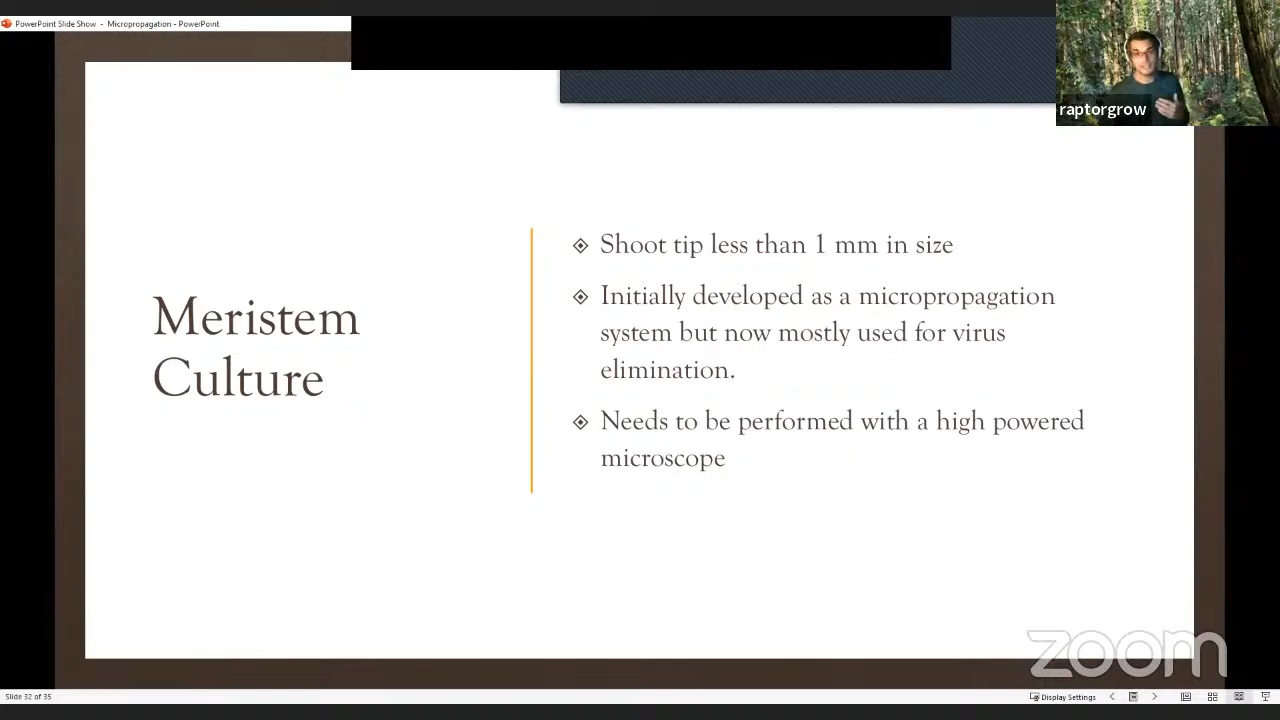 PowerPoint Slide Show - Micropropagation - PowerPoint
raptorgrow
Meristem
Culture
Shoot tip less than 1 mm in size
Initially developed as a micropropagation
system but now mostly used for virus
elimination.
Needs to be performed with a high powered
microscope
zoom
Slide 32 of 35
Display Settings